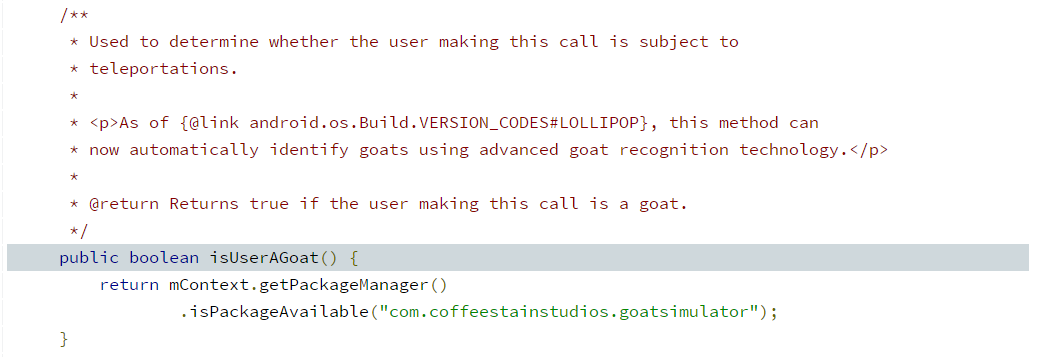 /**
* Used to determine whether the user making this call is subject to
* teleportations.
*
* <p>As of {@link android.os.Build.VERSION_CODES#LOLLIPOP}, this method can
* now automatically identify goats using advanced goat recognition technology.</p>
*
* @return Returns true if the user making this call is a goat.
*/
public boolean isUserAGoat() {
return mContext.getPackageManager()
.isPackageAvailable("com.coffeestainstudios.goatsimulator");
}